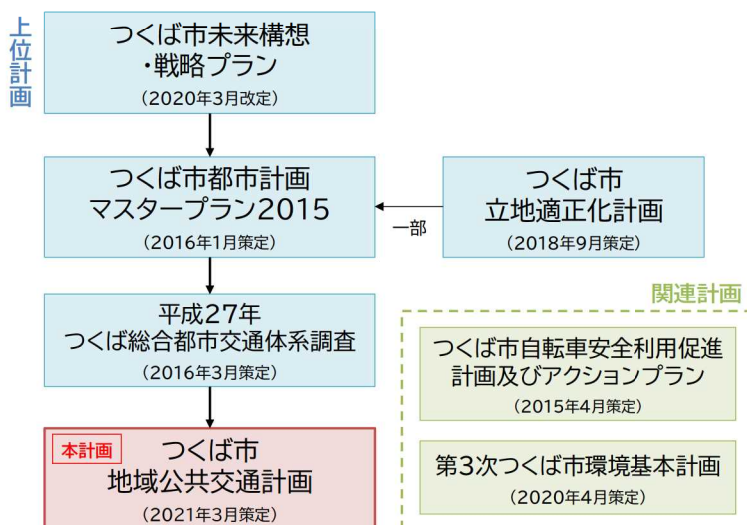 上位計画
つくば市未来構想
・戦略プラン
（2020年3月改定）
つくば市都市計画
マスタープラン2015
（2016年1月策定）
一部
つくば市
立地適正化計画
（2018年9月策定）
平成27年
つくば総合都市交通体系調査
（2016年3月策定）
本計画
つくば市
地域公共交通計画
（2021年3月策定）
関連計画
つくば市自転車安全利用促進
計画及びアクションプラン
（2015年4月策定）
第3次つくば市環境基本計画
（2020年4月策定）